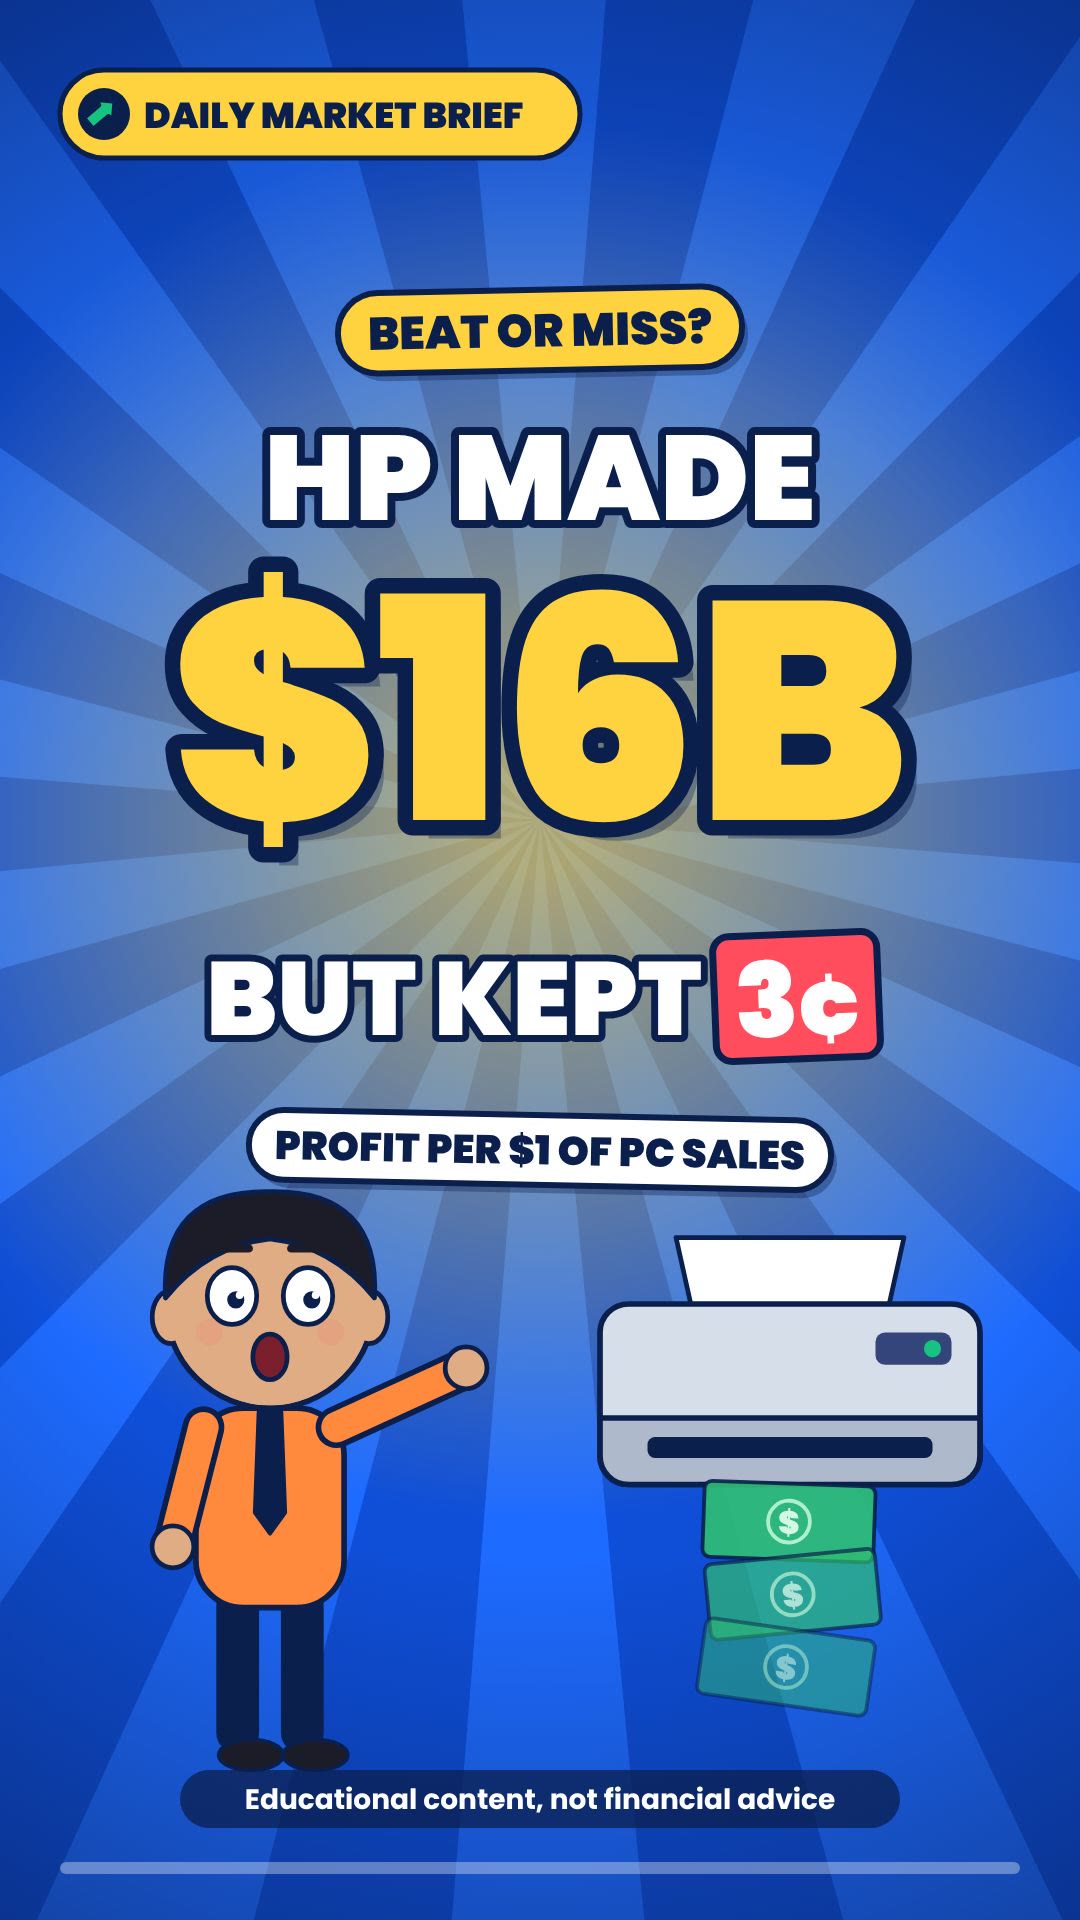 DAILY MARKET BRIEF
BEAT OR MISS?
HP MADE
$16B
BUT KEPT 3¢
PROFIT PER $1 OF PC SALES
$
$
$
Educational content, not financial advice